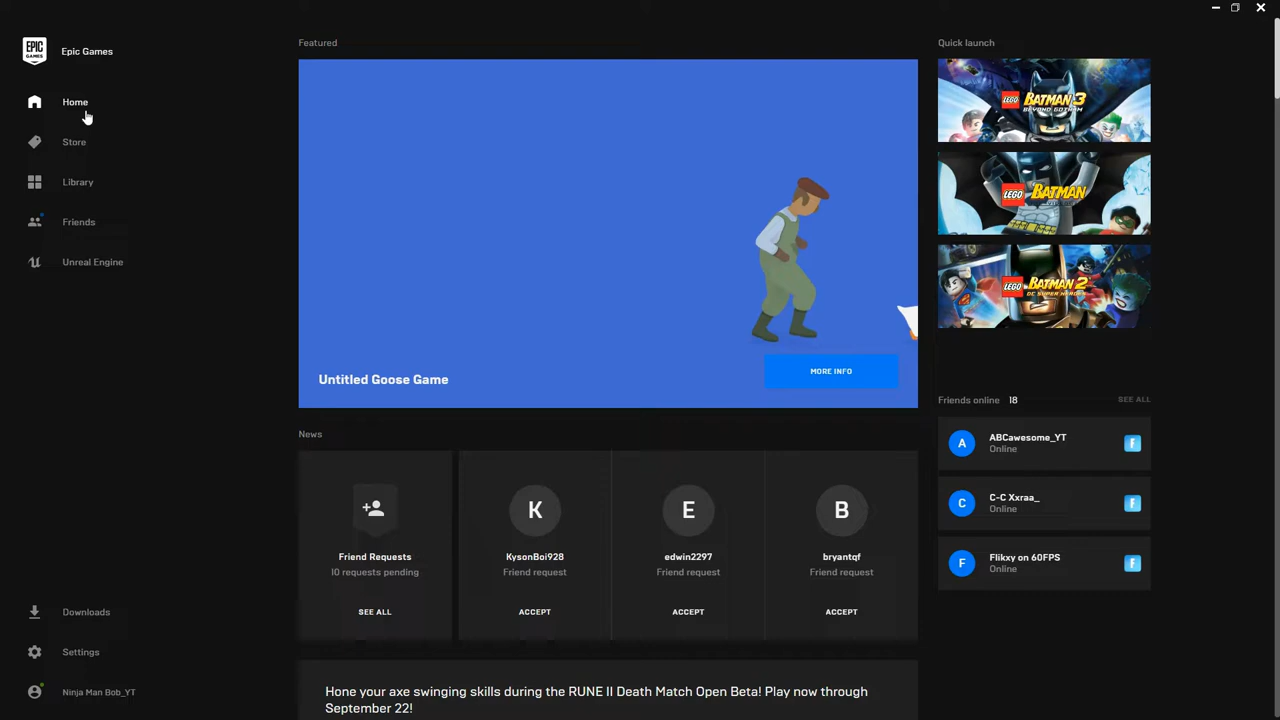 EPIC
GAMES
Epic Games
Home
Store
Library
Friends
Unreal Engine
Downloads
Settings
Ninja Man Bob_YT
Featured
Untitled Goose Game
MORE INFO
News
Friend Requests
10 requests pending
SEE ALL
K
KysonBoi928
Friend request
ACCEPT
E
edwin2297
Friend request
ACCEPT
B
bryantqf
Friend request
ACCEPT
Hone your axe swinging skills during the RUNE II Death Match Open Beta! Play now through
September 22!
Quick launch
LEGO BATMAN 3
BEYOND GOTHAM
LEGO BATMAN
LEGO BATMAN 2
DC SUPER HEROES
Friends online 18
SEE ALL
A
ABCawesome_YT
Online
F
C
C-C Xxraa_
Online
F
F
Flikxy on 60FPS
Online
F